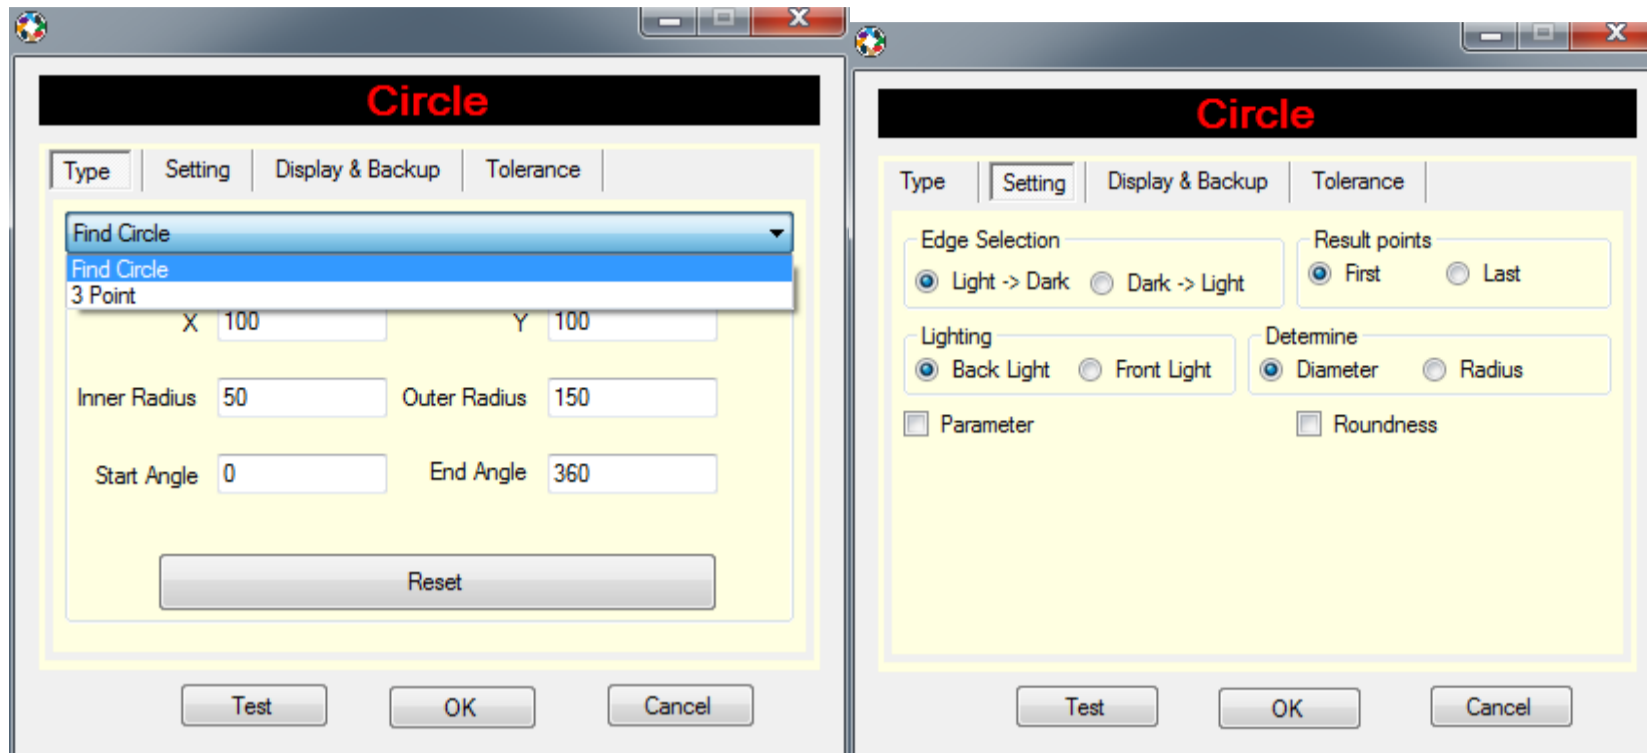 Circle
Type Setting Display & Backup Tolerance
Find Circle
Find Circle
3 Point
X 100 Y 100
Inner Radius 50 Outer Radius 150
Start Angle 0 End Angle 360
Reset
Test OK Cancel
Circle
Type Setting Display & Backup Tolerance
Edge Selection Result points
Light -> Dark Dark -> Light First Last
Lighting Determine
Back Light Front Light Diameter Radius
Parameter Roundness
Test OK Cancel